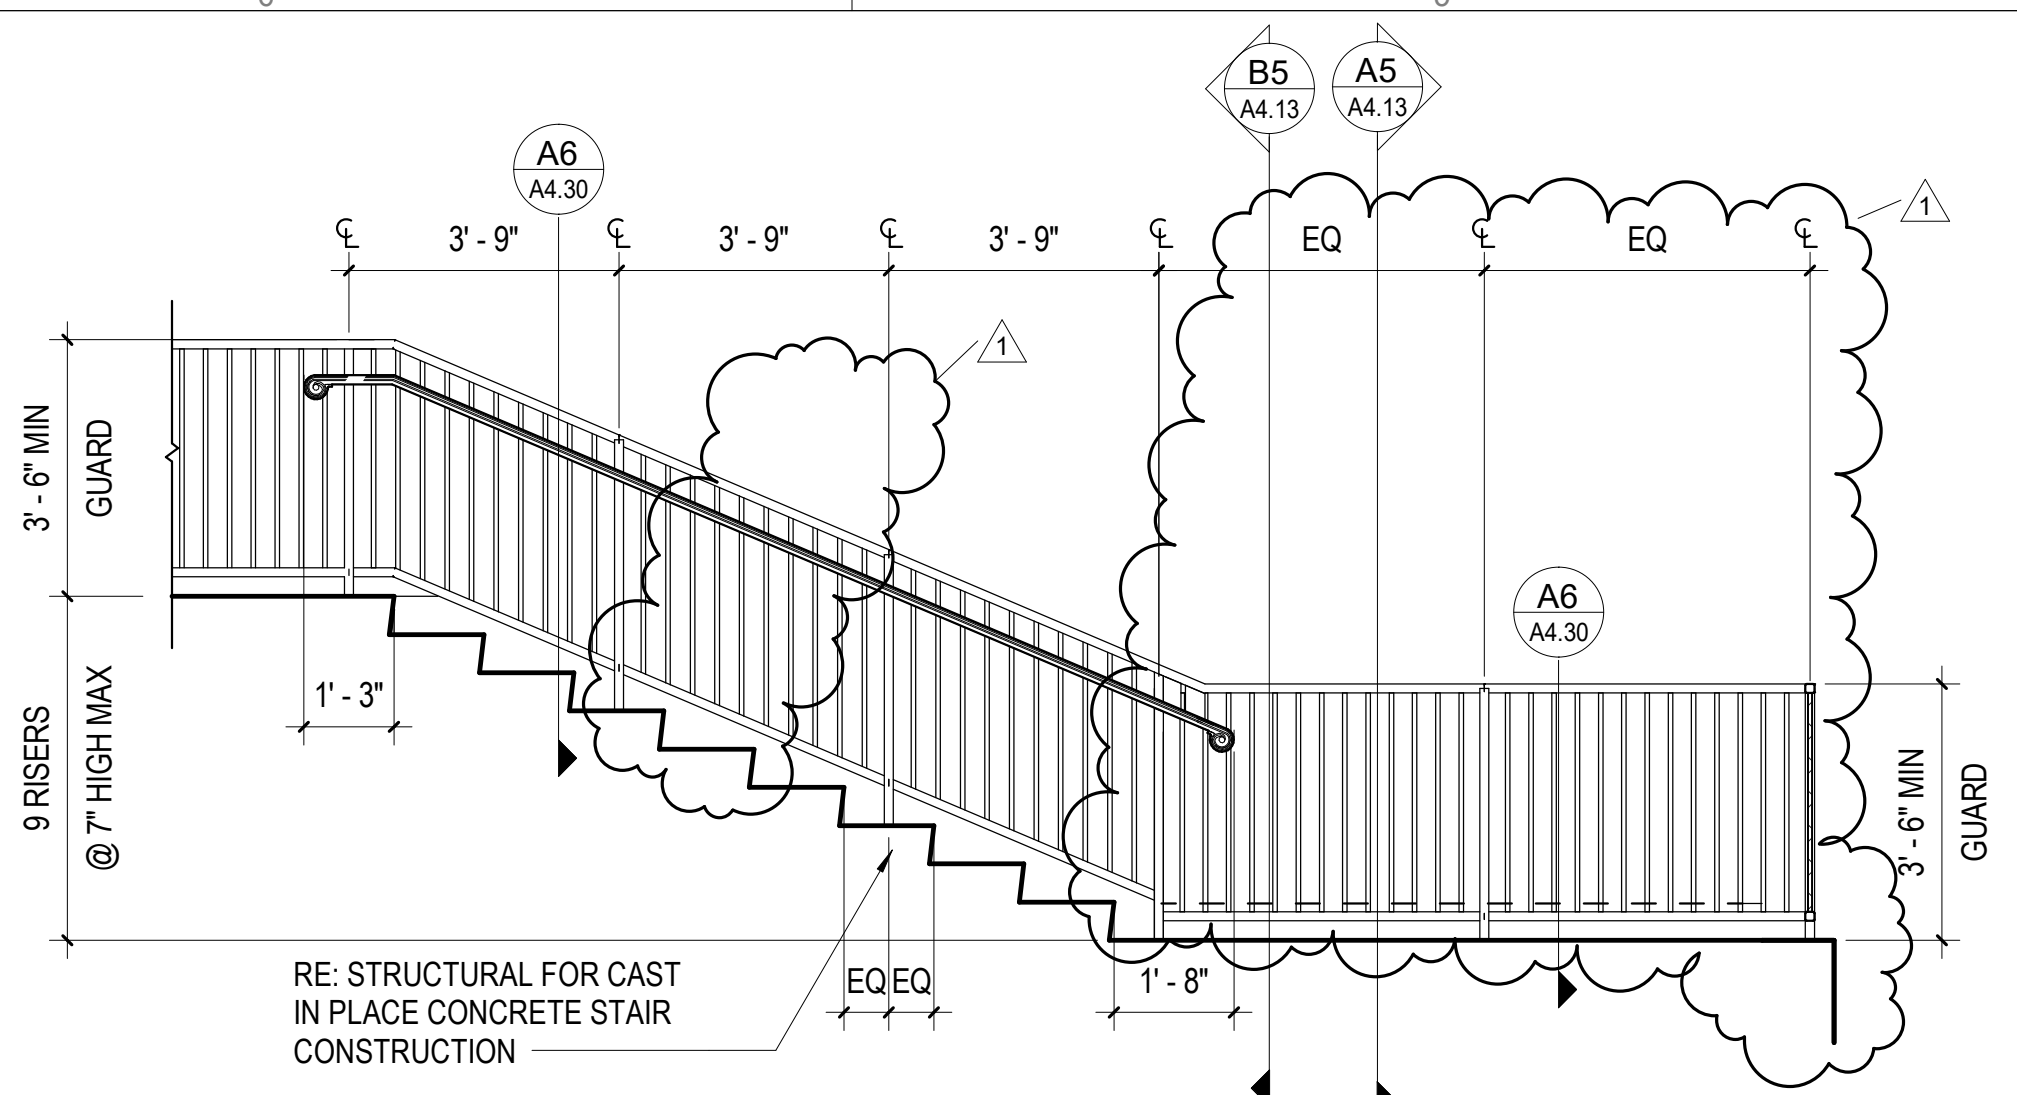 B5
A4.13
A5
A4.13
A6
A4.30
1
℄ 3' - 9" ℄ 3' - 9" ℄ 3' - 9" ℄ EQ ℄ EQ ℄
1
3' - 6" MIN
GUARD
A6
A4.30
1' - 3"
9 RISERS
@ 7" HIGH MAX
3' - 6" MIN
GUARD
RE: STRUCTURAL FOR CAST
IN PLACE CONCRETE STAIR
CONSTRUCTION
EQ EQ
1' - 8"